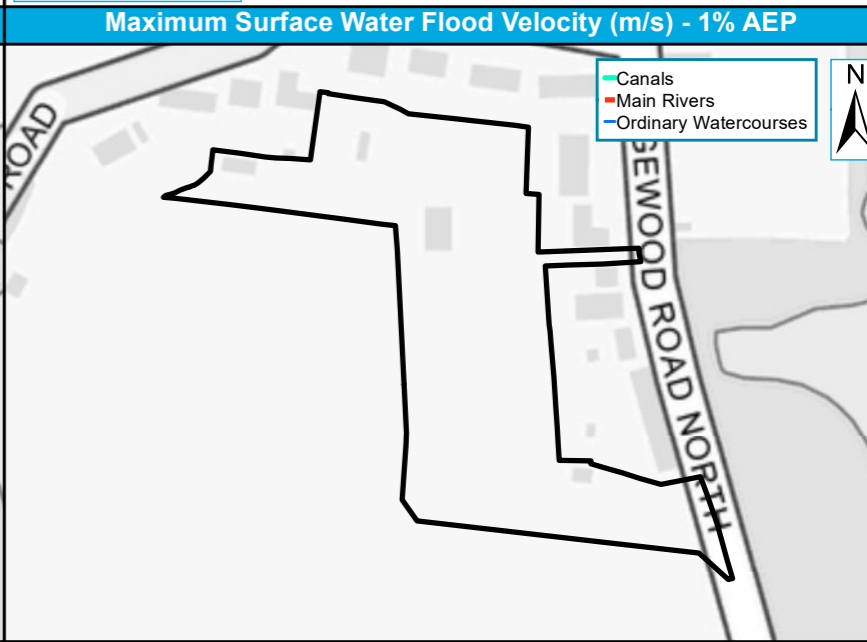 Maximum Surface Water Flood Velocity (m/s) - 1% AEP
Canals
Main Rivers
Ordinary Watercourses
N
ROAD
GEWOOD ROAD NORTH